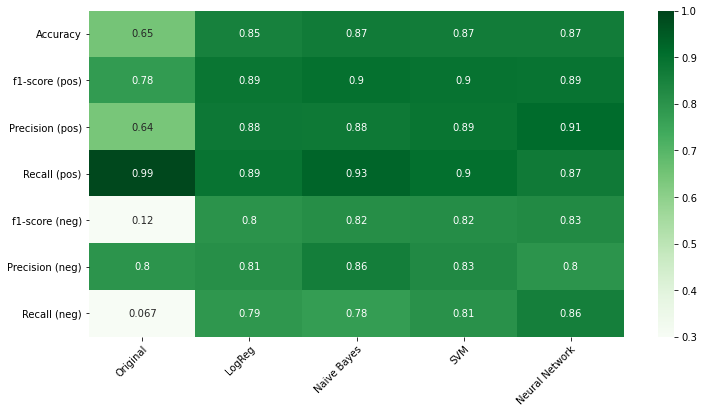 Accuracy 0.65 0.85 0.87 0.87 0.87
f1-score (pos) 0.78 0.89 0.9 0.9 0.89
Precision (pos) 0.64 0.88 0.88 0.89 0.91
Recall (pos) 0.99 0.89 0.93 0.9 0.87
f1-score (neg) 0.12 0.8 0.82 0.82 0.83
Precision (neg) 0.8 0.81 0.86 0.83 0.8
Recall (neg) 0.067 0.79 0.78 0.81 0.86
Original LogReg Naive Bayes SVM Neural Network
1.0
0.9
0.8
0.7
0.6
0.5
0.4
0.3